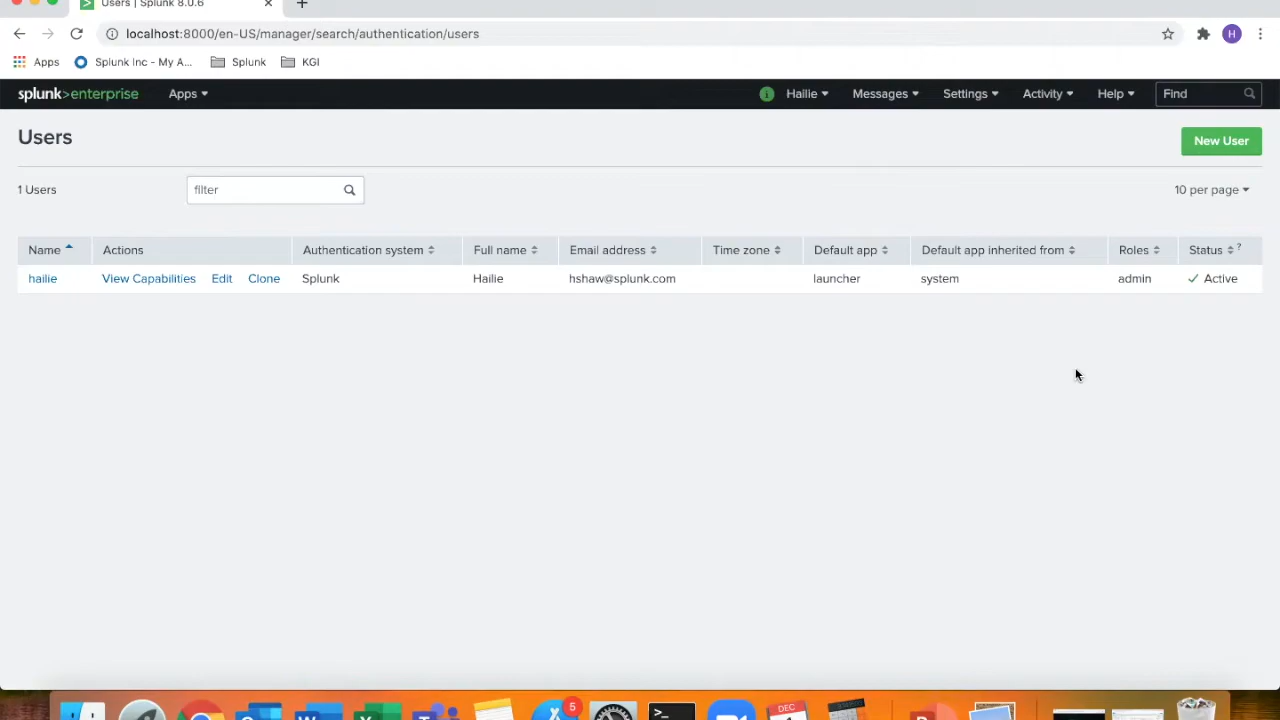 Users | Splunk 8.0.6
localhost:8000/en-US/manager/search/authentication/users
H
Apps Splunk Inc - My A... Splunk KGI
splunk>enterprise Apps Hailie Messages Settings Activity Help Find
Users
New User
1 Users filter 10 per page
Name Actions Authentication system Full name Email address Time zone Default app Default app inherited from Roles Status ?
hailie View Capabilities Edit Clone Splunk Hailie hshaw@splunk.com launcher system admin Active
5
DEC